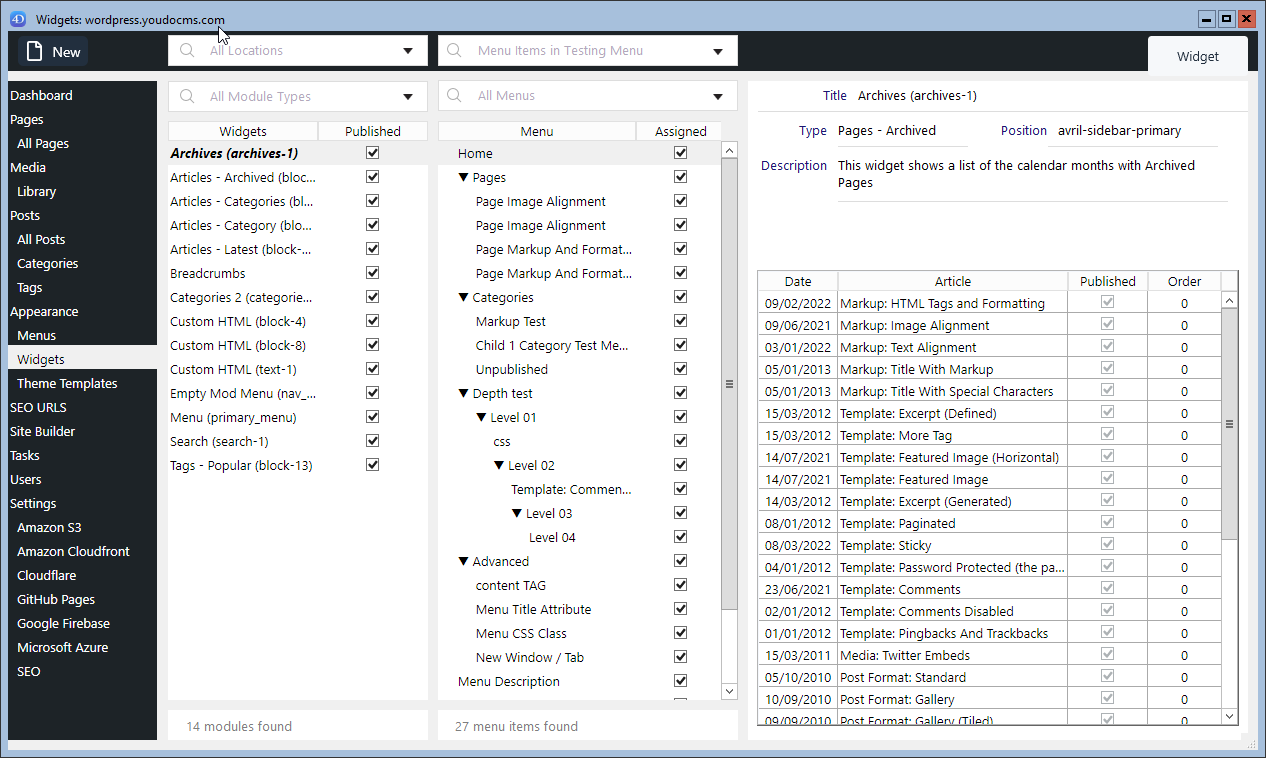 4D Widgets: wordpress.youdocms.com
New
All Locations
Menu Items in Testing Menu
Widget
Dashboard
Pages
All Pages
Media
Library
Posts
All Posts
Categories
Tags
Appearance
Menus
Widgets
Theme Templates
SEO URLS
Site Builder
Tasks
Users
Settings
Amazon S3
Amazon Cloudfront
Cloudflare
GitHub Pages
Google Firebase
Microsoft Azure
SEO
All Module Types
Widgets Published
Archives (archives-1)
Articles - Archived (bloc...
Articles - Categories (bl...
Articles - Category (blo...
Articles - Latest (block-...
Breadcrumbs
Categories 2 (categorie...
Custom HTML (block-4)
Custom HTML (block-8)
Custom HTML (text-1)
Empty Mod Menu (nav_...
Menu (primary_menu)
Search (search-1)
Tags - Popular (block-13)
14 modules found
All Menus
Menu Assigned
Home
Pages
Page Image Alignment
Page Image Alignment
Page Markup And Format...
Page Markup And Format...
Categories
Markup Test
Child 1 Category Test Me...
Unpublished
Depth test
Level 01
css
Level 02
Template: Commen...
Level 03
Level 04
Advanced
content TAG
Menu Title Attribute
Menu CSS Class
New Window / Tab
Menu Description
27 menu items found
Title Archives (archives-1)
Type Pages - Archived Position avril-sidebar-primary
Description This widget shows a list of the calendar months with Archived
Pages
Date Article Published Order
09/02/2022 Markup: HTML Tags and Formatting 0
09/06/2021 Markup: Image Alignment 0
03/01/2022 Markup: Text Alignment 0
05/01/2013 Markup: Title With Markup 0
05/01/2013 Markup: Title With Special Characters 0
15/03/2012 Template: Excerpt (Defined) 0
15/03/2012 Template: More Tag 0
14/07/2021 Template: Featured Image (Horizontal) 0
14/07/2021 Template: Featured Image 0
14/03/2012 Template: Excerpt (Generated) 0
08/01/2012 Template: Paginated 0
08/03/2022 Template: Sticky 0
04/01/2012 Template: Password Protected (the pa... 0
23/06/2021 Template: Comments 0
02/01/2012 Template: Comments Disabled 0
01/01/2012 Template: Pingbacks And Trackbacks 0
15/03/2011 Media: Twitter Embeds 0
05/10/2010 Post Format: Standard 0
10/09/2010 Post Format: Gallery 0
09/09/2010 Post Format: Gallery (Tiled) 0